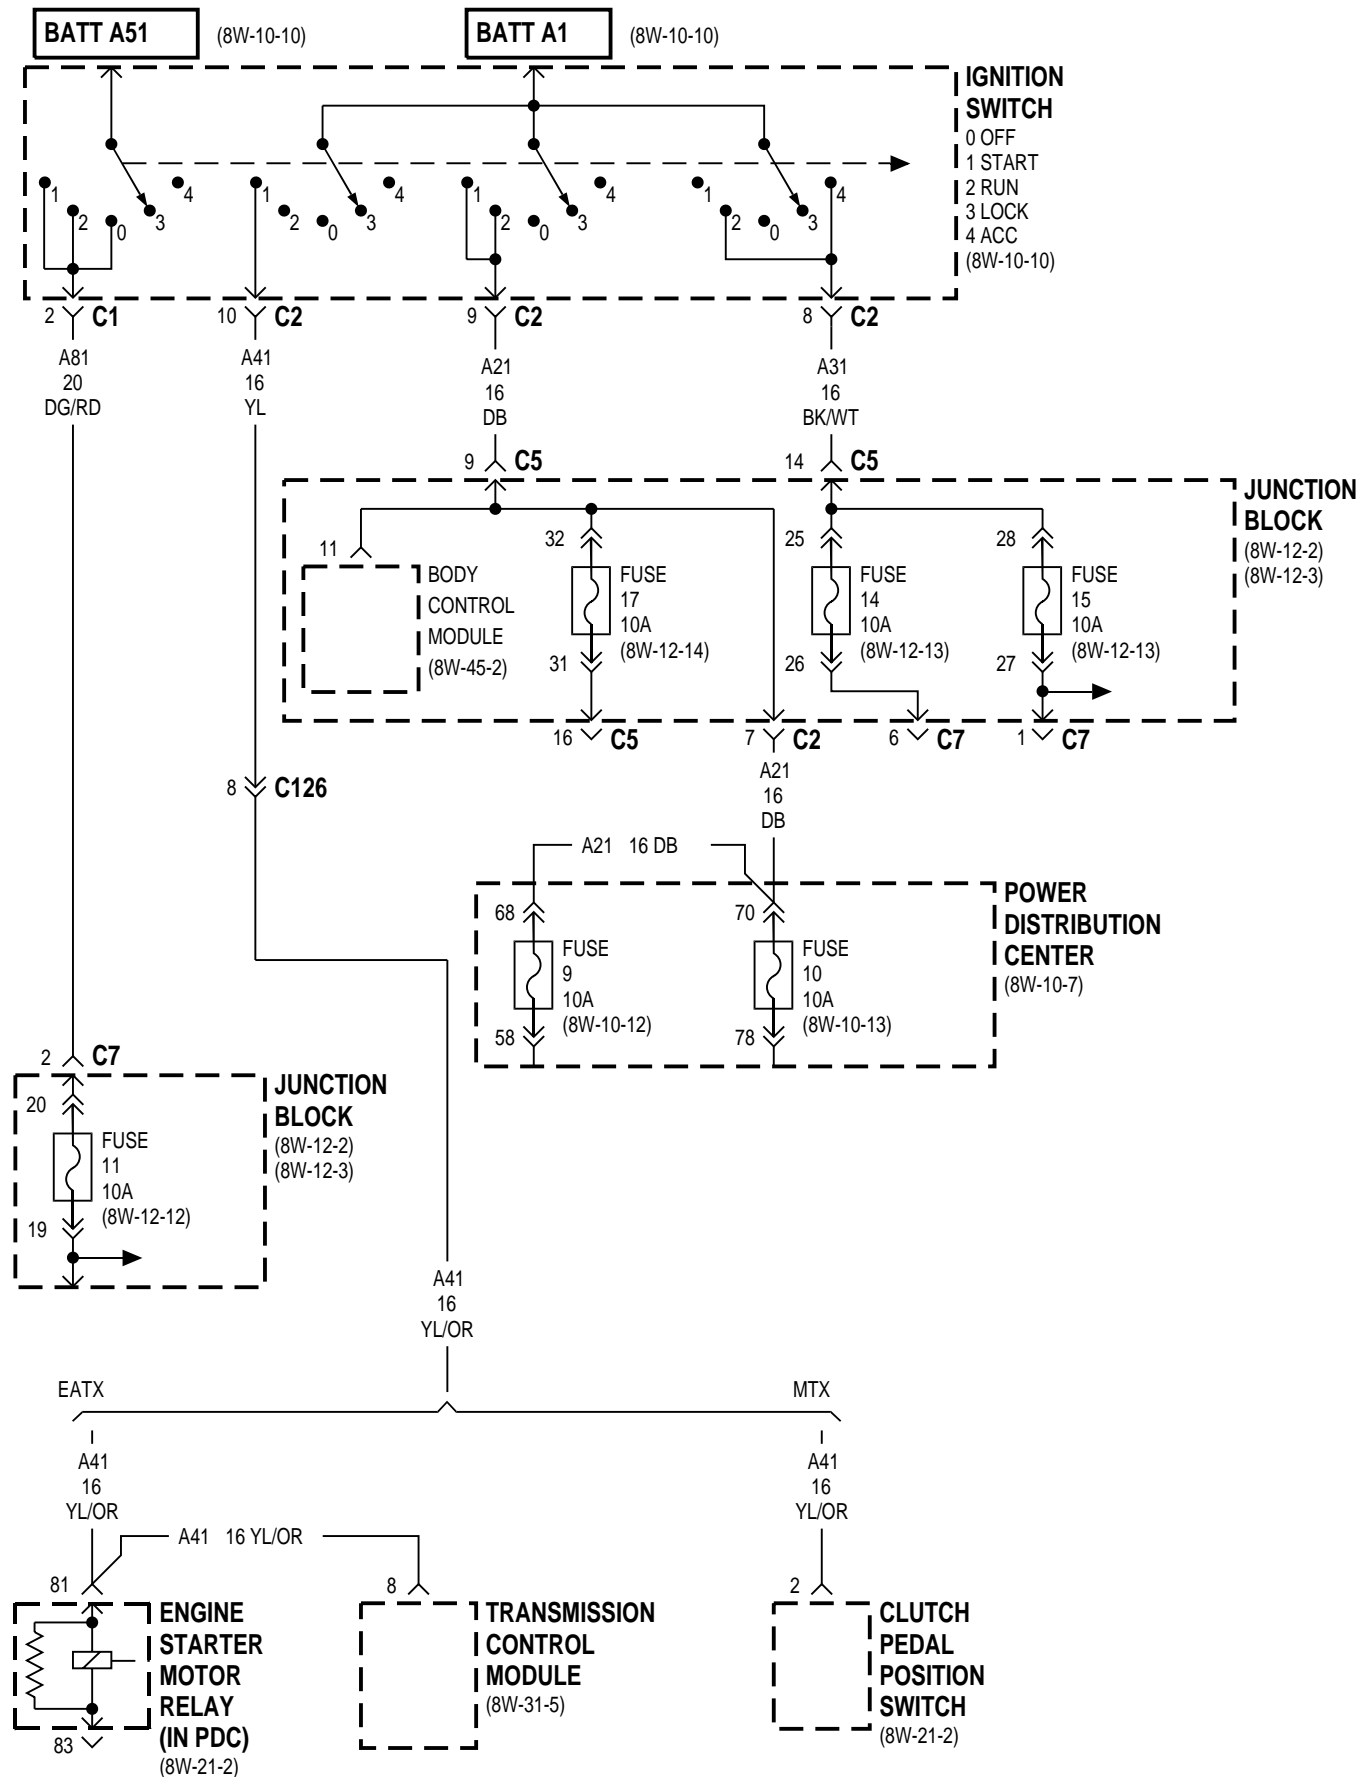 BATT A51
(8W-10-10)
BATT A1
(8W-10-10)
IGNITION
SWITCH
0 OFF
1 START
2 RUN
3 LOCK
4 ACC
(8W-10-10)
1
2
0
3
4
1
2
0
3
4
1
2
0
3
4
1
2
0
3
4
2
C1
10
C2
9
C2
8
C2
A81
20
DG/RD
A41
16
YL
A21
16
DB
A31
16
BK/WT
9
C5
14
C5
JUNCTION
BLOCK
(8W-12-2)
(8W-12-3)
11
BODY
CONTROL
MODULE
(8W-45-2)
32
FUSE
17
10A
(8W-12-14)
31
25
FUSE
14
10A
(8W-12-13)
26
28
FUSE
15
10A
(8W-12-13)
27
16
C5
7
C2
6
C7
1
C7
8
C126
A21
16
DB
A21 16 DB
POWER
DISTRIBUTION
CENTER
(8W-10-7)
68
FUSE
9
10A
(8W-10-12)
58
70
FUSE
10
10A
(8W-10-13)
78
2
C7
JUNCTION
BLOCK
(8W-12-2)
(8W-12-3)
20
FUSE
11
10A
(8W-12-12)
19
A41
16
YL/OR
EATX
MTX
A41
16
YL/OR
A41
16
YL/OR
A41 16 YL/OR
81
8
2
ENGINE
STARTER
MOTOR
RELAY
(IN PDC)
(8W-21-2)
83
TRANSMISSION
CONTROL
MODULE
(8W-31-5)
CLUTCH
PEDAL
POSITION
SWITCH
(8W-21-2)